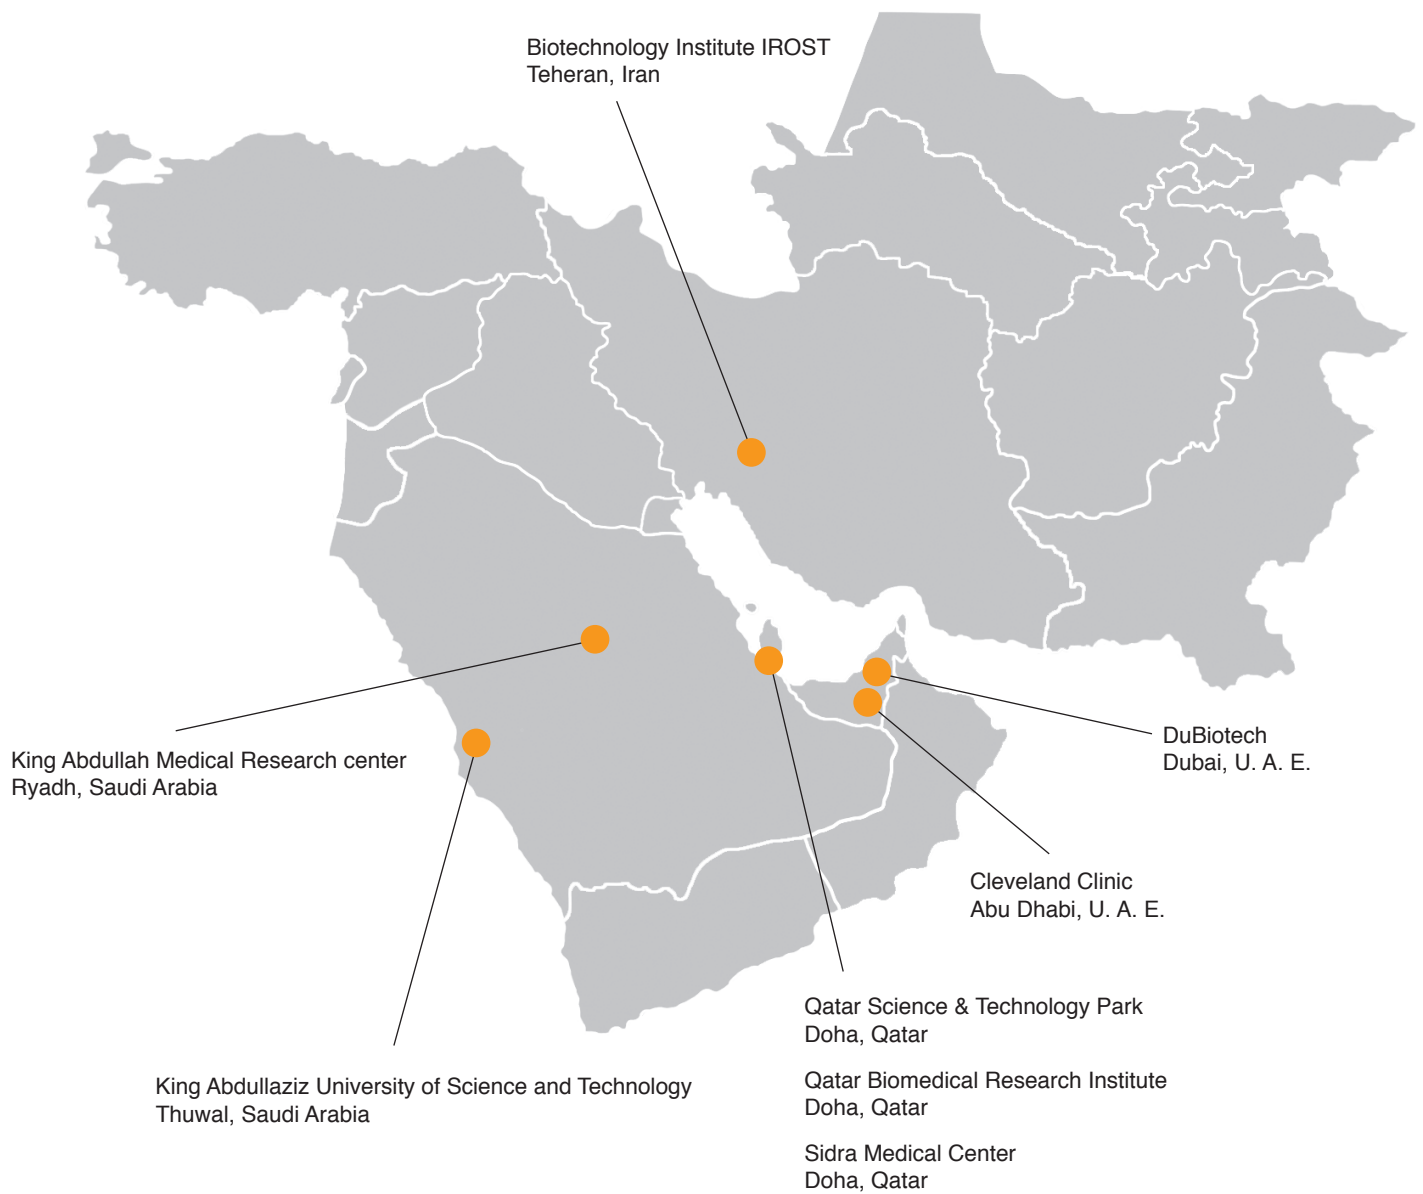 Biotechnology Institute IROST
Teheran, Iran
King Abdullah Medical Research center
Ryadh, Saudi Arabia
DuBiotech
Dubai, U. A. E.
Cleveland Clinic
Abu Dhabi, U. A. E.
Qatar Science & Technology Park
Doha, Qatar
King Abdullaziz University of Science and Technology
Thuwal, Saudi Arabia
Qatar Biomedical Research Institute
Doha, Qatar
Sidra Medical Center
Doha, Qatar